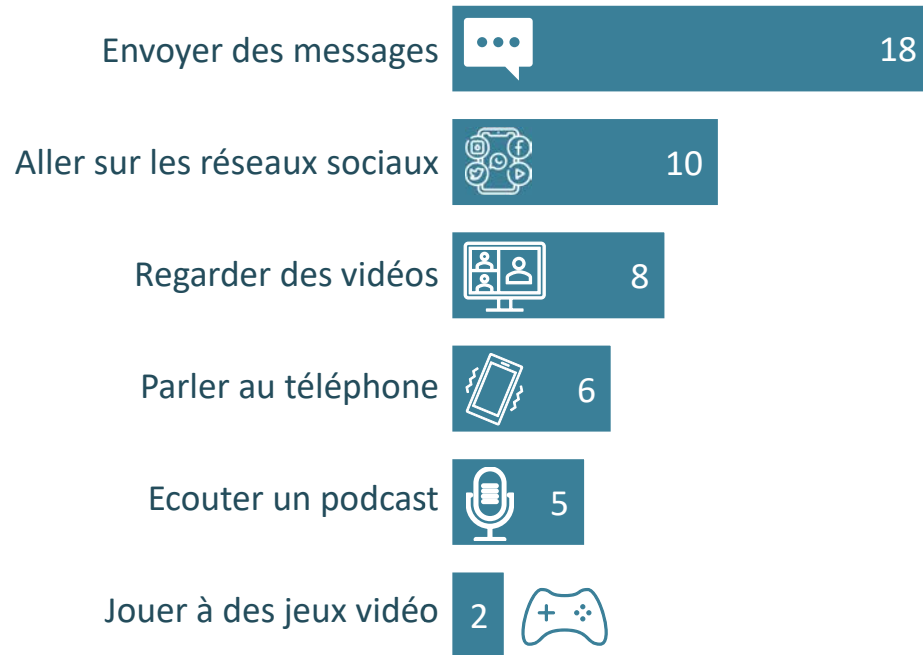 Envoyer des messages 18
Aller sur les réseaux sociaux 10
Regarder des vidéos 8
Parler au téléphone 6
Ecouter un podcast 5
Jouer à des jeux vidéo 2